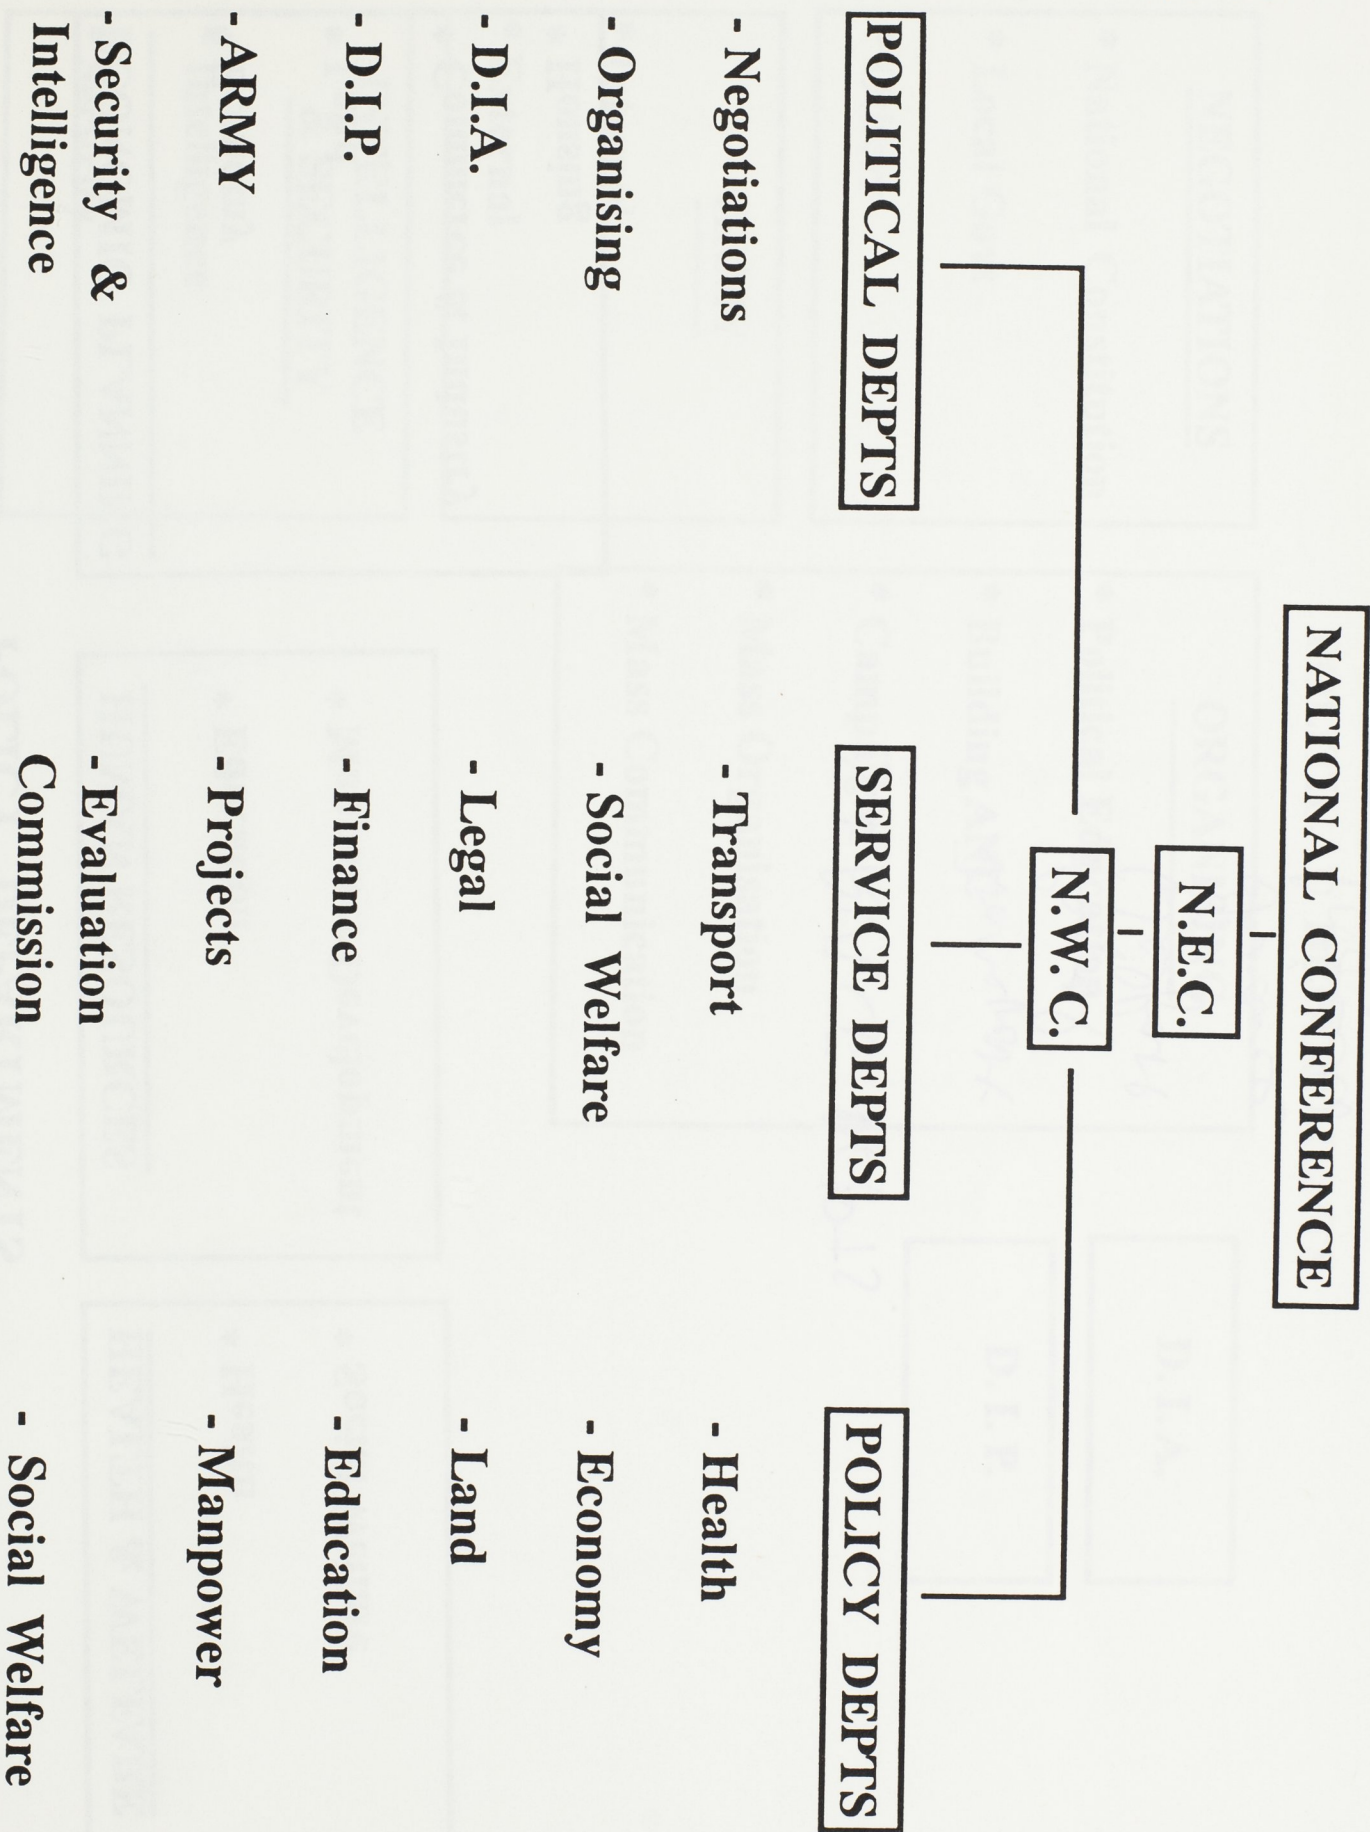 NATIONAL CONFERENCE
N.E.C.
N.W.C.
POLITICAL DEPTS
- Negotiations
- Organising
- D.I.A.
- D.I.P.
- ARMY
- Security &
Intelligence
SERVICE DEPTS
- Transport
- Social Welfare
- Legal
- Finance
- Projects
- Evaluation
Commission
POLICY DEPTS
- Health
- Economy
- Land
- Education
- Manpower
- Social Welfare